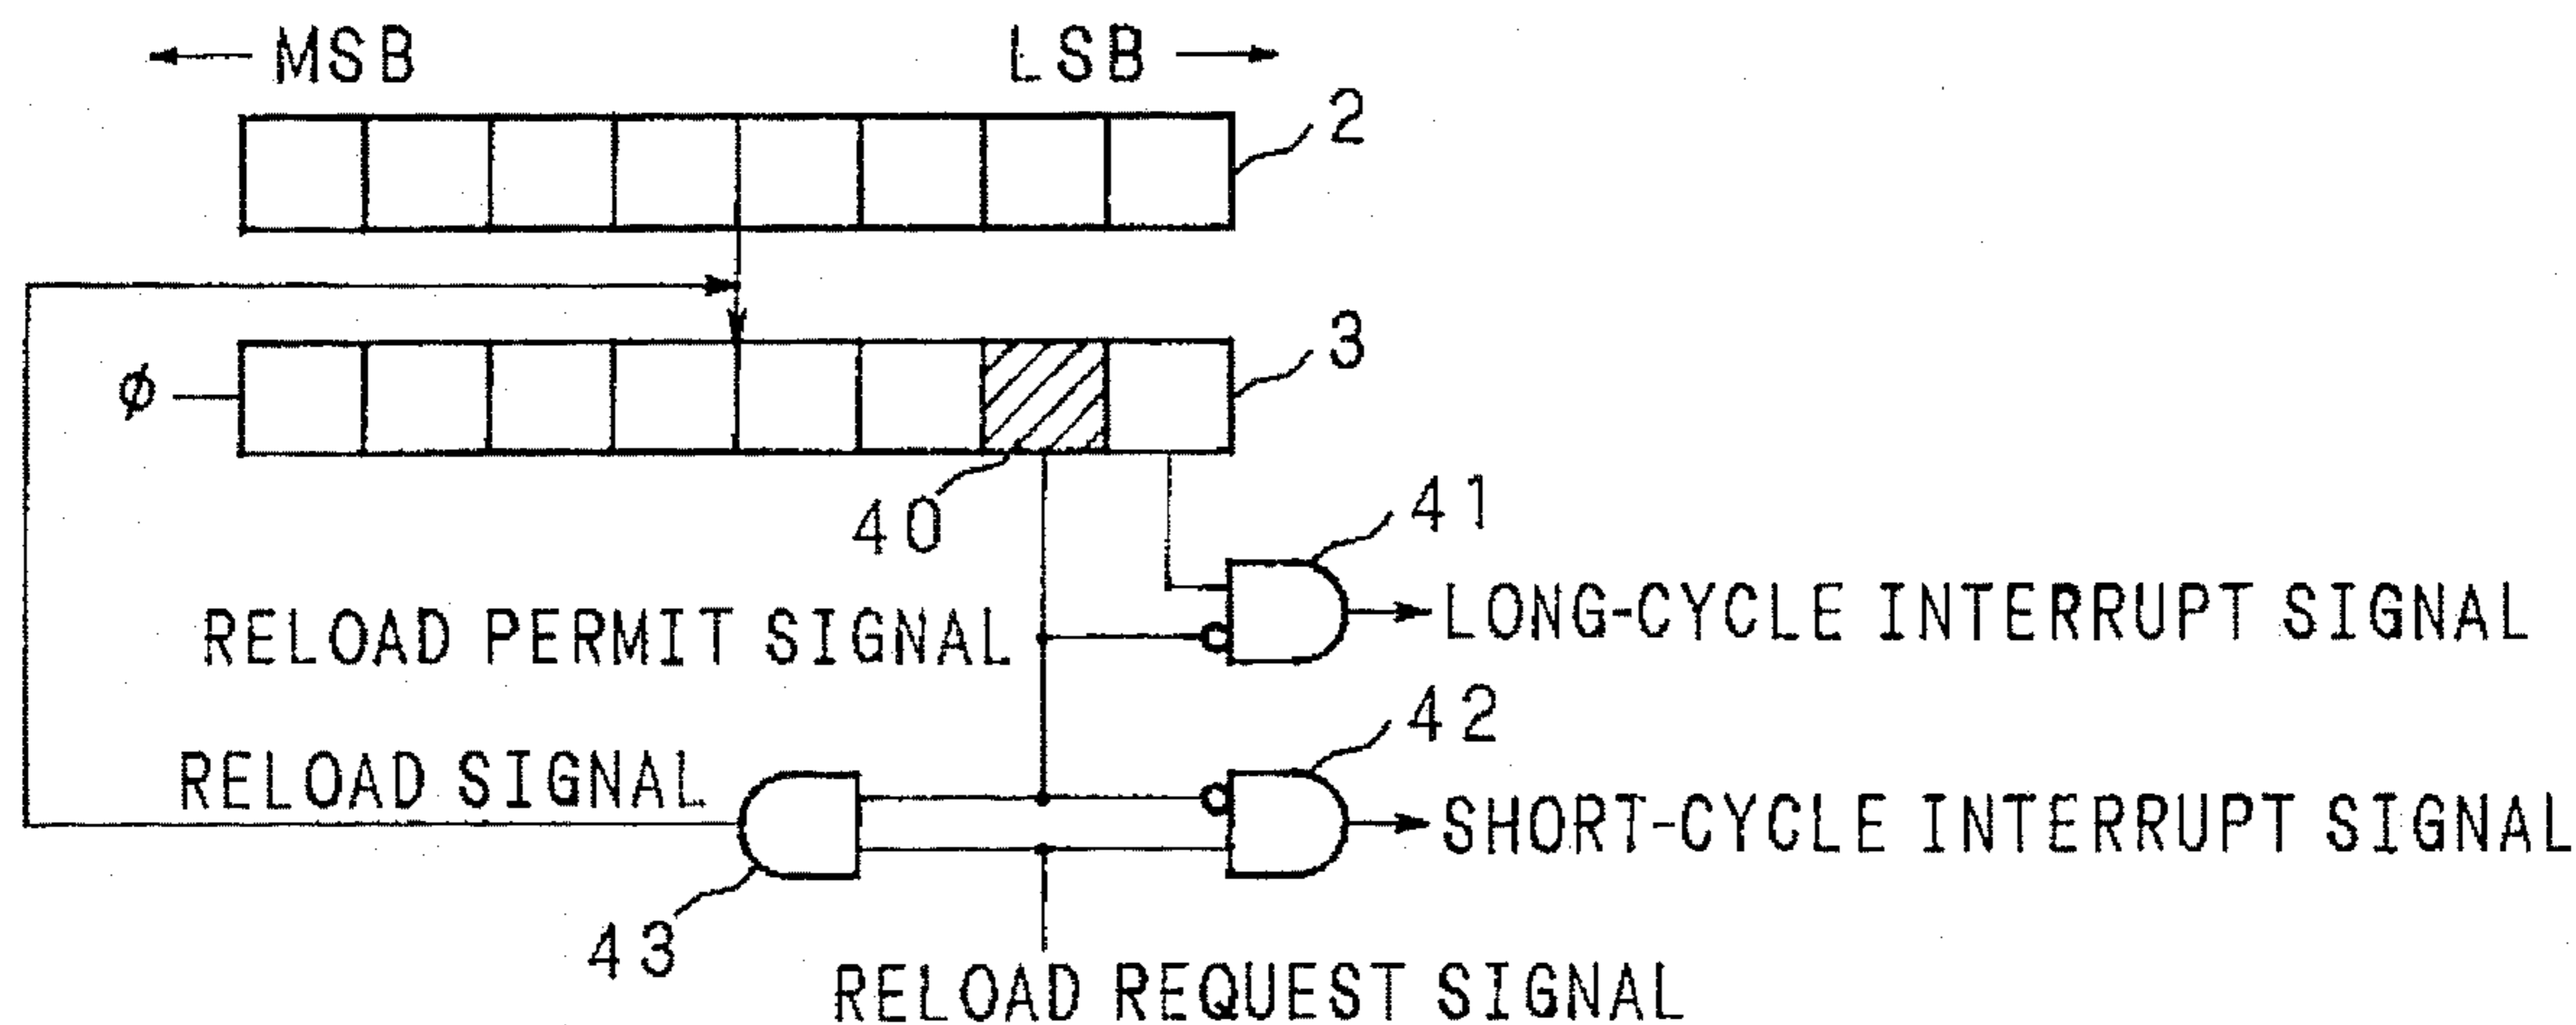 MSB LSB
2
φ 3
40
41
LONG-CYCLE INTERRUPT SIGNAL
RELOAD PERMIT SIGNAL
42
RELOAD SIGNAL
SHORT-CYCLE INTERRUPT SIGNAL
43
RELOAD REQUEST SIGNAL